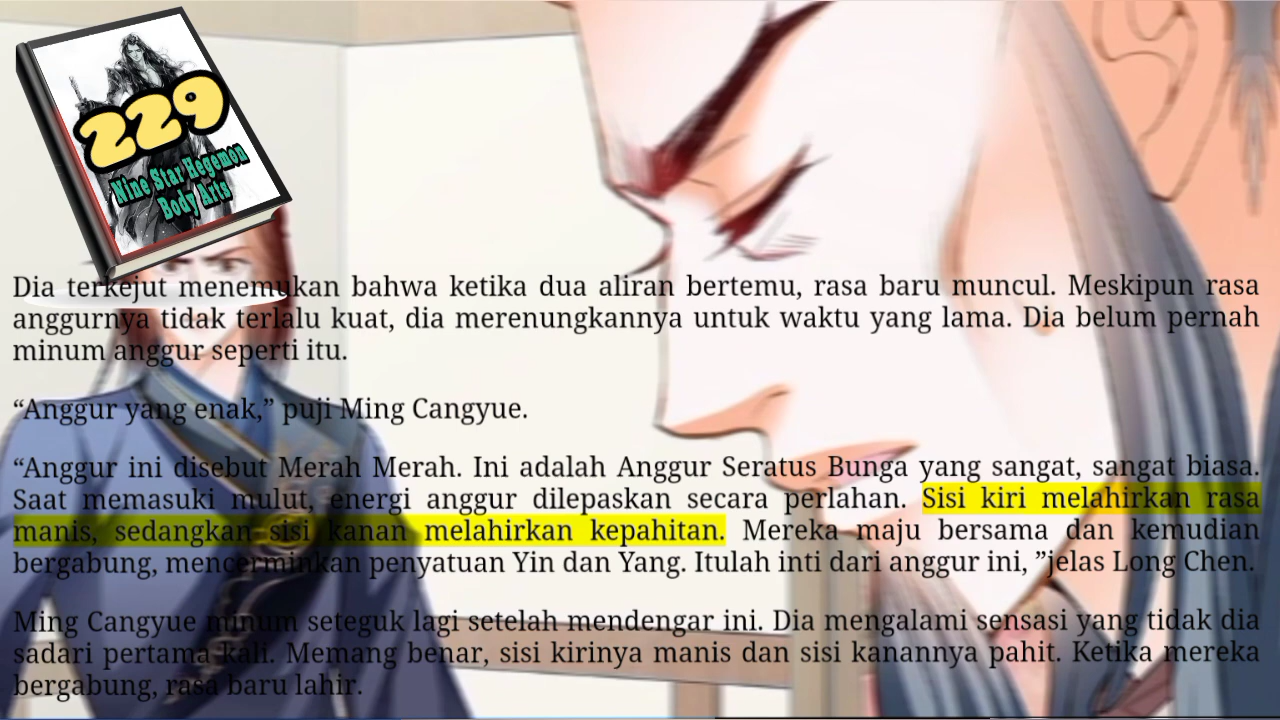 229
Nine Star Hegemon
Body Arts
Dia terkejut menemukan bahwa ketika dua aliran bertemu, rasa baru muncul. Meskipun rasa
anggurnya tidak terlalu kuat, dia merenungkannya untuk waktu yang lama. Dia belum pernah
minum anggur seperti itu.
“Anggur yang enak,” puji Ming Cangyue.
“Anggur ini disebut Merah Merah. Ini adalah Anggur Seratus Bunga yang sangat, sangat biasa.
Saat memasuki mulut, energi anggur dilepaskan secara perlahan. Sisi kiri melahirkan rasa
manis, sedangkan sisi kanan melahirkan kepahitan. Mereka maju bersama dan kemudian
bergabung, mencerminkan penyatuan Yin dan Yang. Itulah inti dari anggur ini, ”jelas Long Chen.
Ming Cangyue minum seteguk lagi setelah mendengar ini. Dia mengalami sensasi yang tidak dia
sadari pertama kali. Memang benar, sisi kirinya manis dan sisi kanannya pahit. Ketika mereka
bergabung, rasa baru lahir.